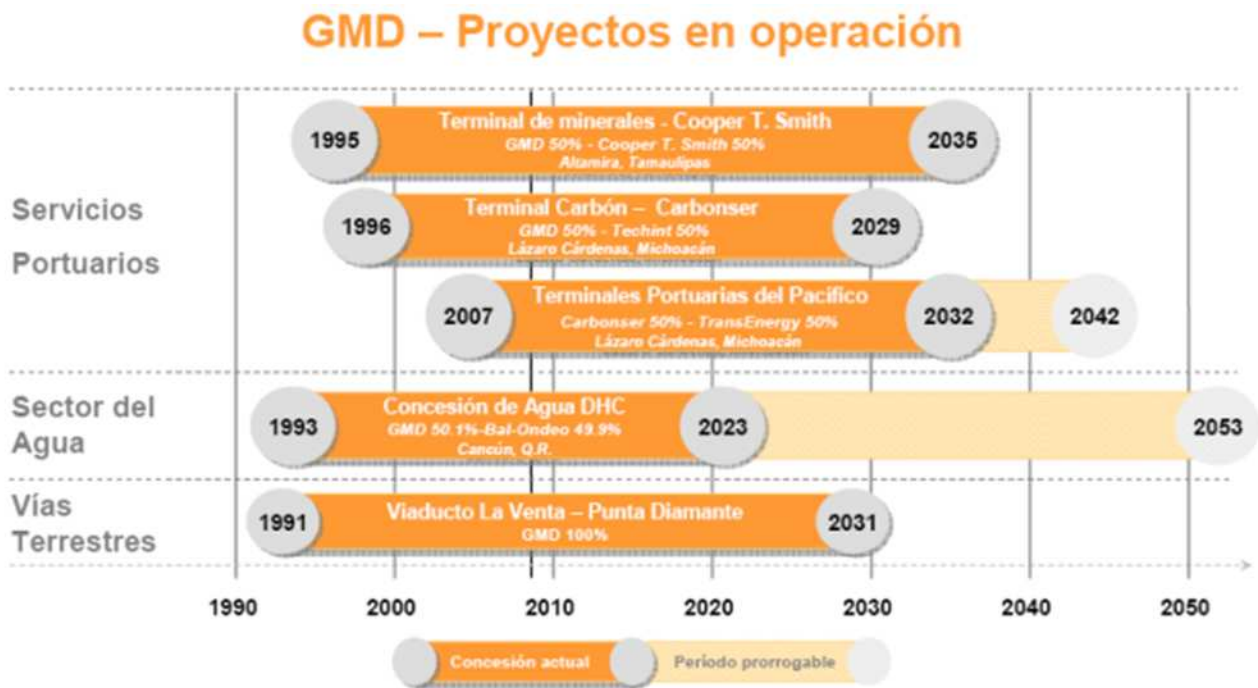 GMD – Proyectos en operación
Servicios
Portuarios
1995
Terminal de minerales - Cooper T. Smith
GMD 50% - Cooper T. Smith 50%
Altamira, Tamaulipas
2035
1996
Terminal Carbón – Carbonser
GMD 50% - Techint 50%
Lázaro Cárdenas, Michoacán
2029
2007
Terminales Portuarias del Pacifico
Carbonser 50% - TransEnergy 50%
Lázaro Cárdenas, Michoacán
2032
2042
Sector del
Agua
1993
Concesión de Agua DHC
GMD 50.1%-Bal-Ondeo 49.9%
Cancún, Q.R.
2023
2053
Vías
Terrestres
1991
Viaducto La Venta – Punta Diamante
GMD 100%
2031
1990 2000 2010 2020 2030 2040 2050
Concesión actual
Período prorrogable